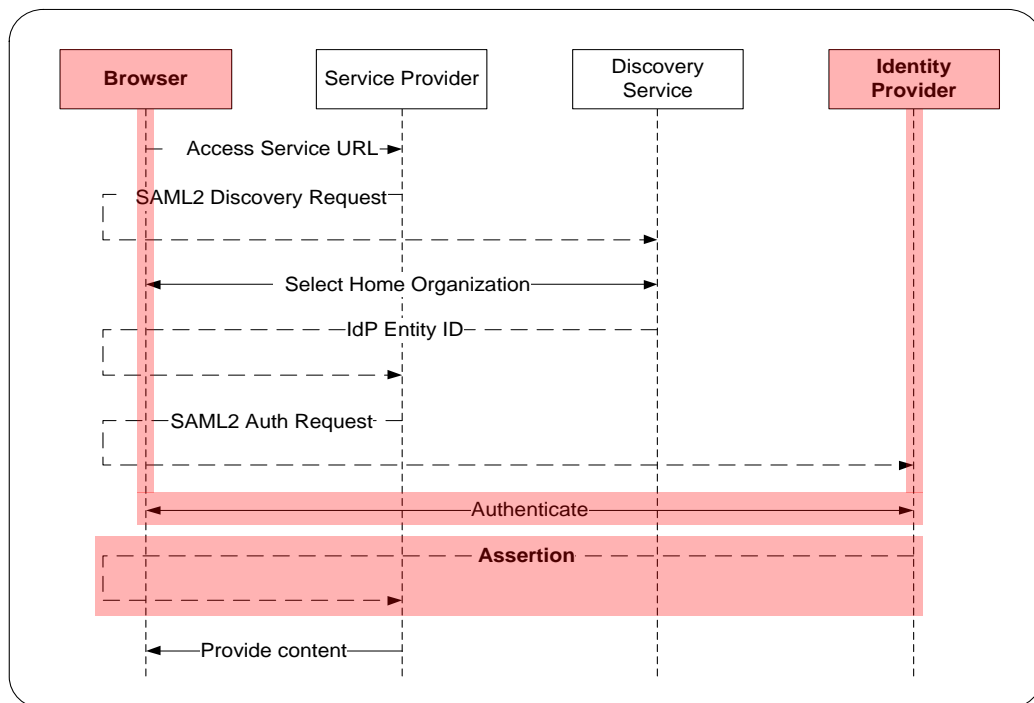 Browser
Service Provider
Discovery
Service
Identity
Provider
Access Service URL
SAML2 Discovery Request
Select Home Organization
IdP Entity ID
SAML2 Auth Request
Authenticate
Assertion
Provide content